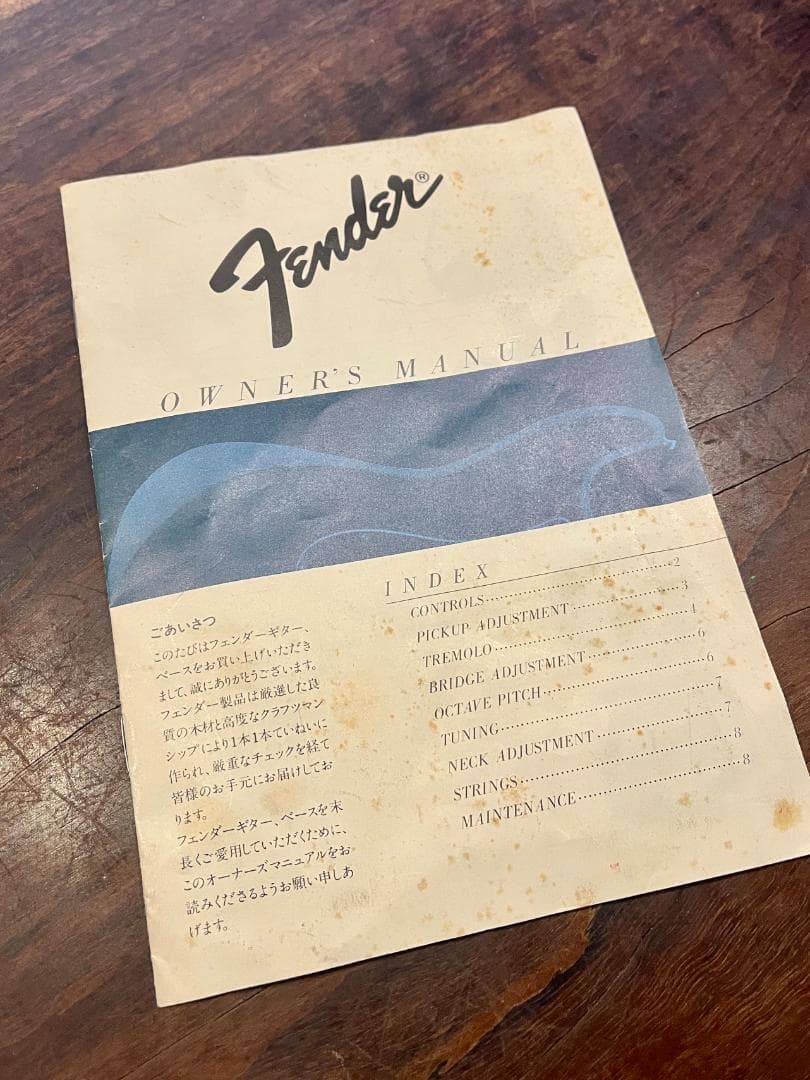 Fender®
OWNER'S MANUAL
ごあいさつ
このたびはフェンダーギター、
ベースをお買い上げいただき
まして、誠にありがとうございます。
フェンダー製品は厳選した良
質の木材と高度なクラフツマン
シップにより1本1本ていねいに
作られ、厳重なチェックを経て
皆様のお手元にお届けしてお
ります。
フェンダーギター、ベースを末
長くご愛用していただくために、
このオーナーズマニュアルをお
読みくださるようお願い申しあ
げます。
INDEX
CONTROLS……………………………2
PICKUP ADJUSTMENT……………3
TREMOLO……………………………4
BRIDGE ADJUSTMENT……………6
OCTAVE PITCH……………………6
TUNING………………………………7
NECK ADJUSTMENT………………7
STRINGS……………………………8
MAINTENANCE……………………8